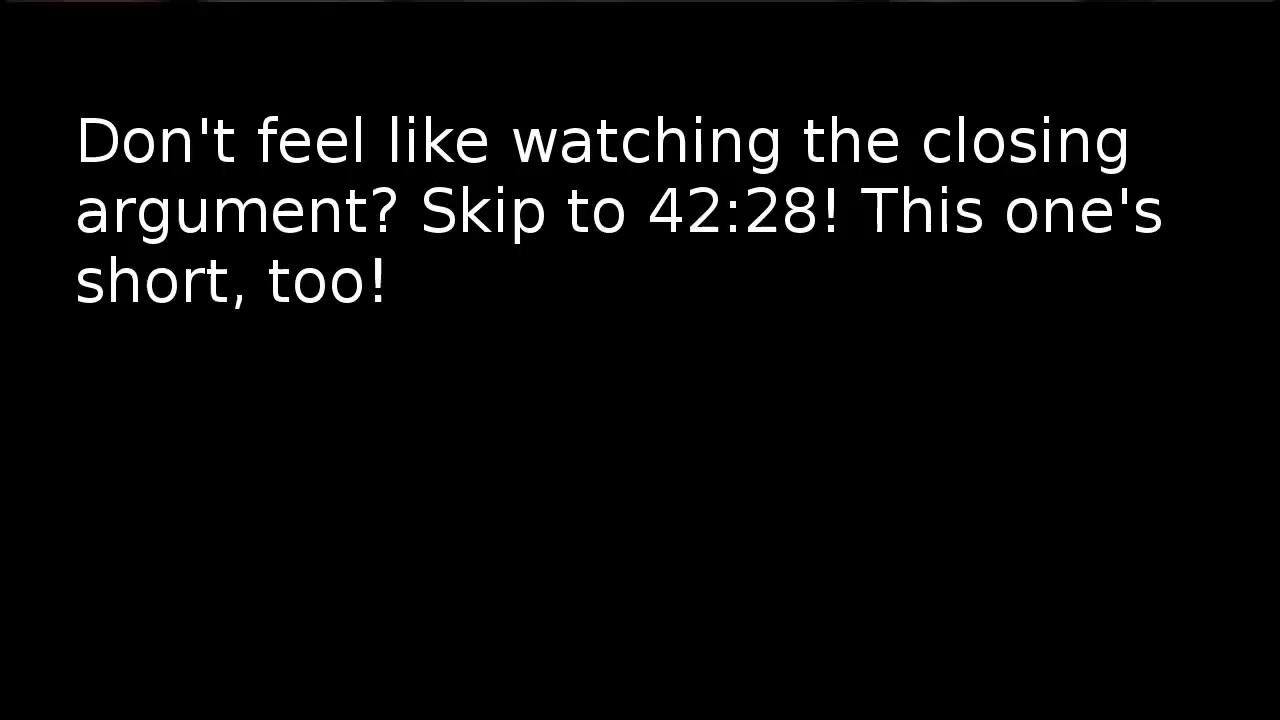 Don't feel like watching the closing
argument? Skip to 42:28! This one's
short, too!